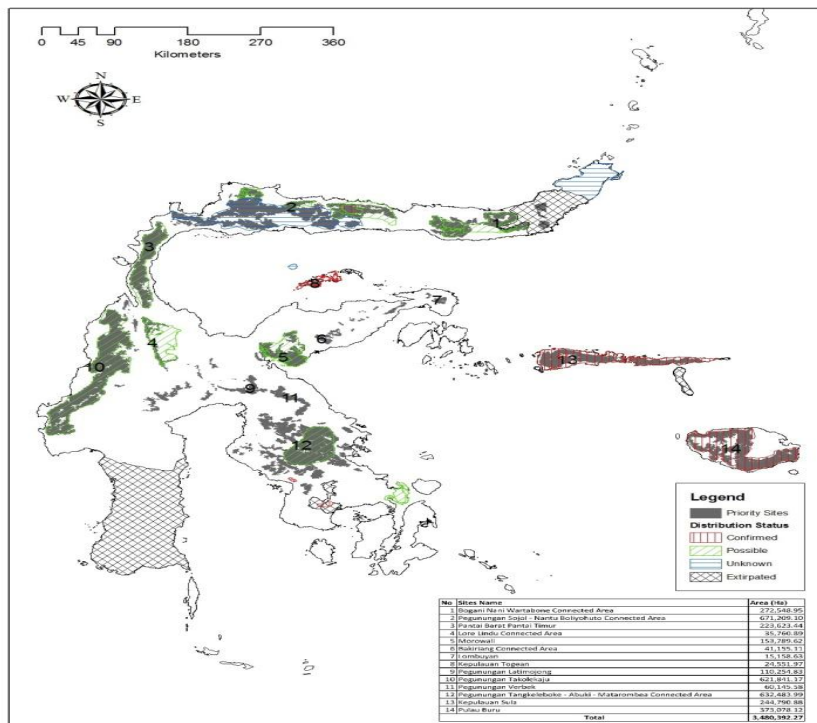 0 45 90 180 270 360
Kilometers
N
W E
S
2
1
3
8
7
6
4
5
13
10
9
11
12
14
Legend
Priority Sites
Distribution Status
Confirmed
Possible
Unknown
Extirpated
No Sites Name Area (Ha)
1 Bogani Nani Wartabone Connected Area 272,548.95
2 Pegunungan Sojol - Nantu Boliyohuto Connected Area 671,209.10
3 Pantai Barat Pantai Timur 223,623.44
4 Lore Lindu Connected Area 35,760.89
5 Morowali 153,789.62
6 Bakiriang Connected Area 41,155.11
7 Lombuyan 15,158.63
8 Kepulauan Togean 24,551.97
9 Pegunungan Latimojong 110,254.83
10 Pegunungan Takolekaju 621,841.17
11 Pegunungan Verbek 60,145.58
12 Pegunungan Tangkeleboke - Abuki - Matarombea Connected Area 632,483.99
13 Kepulauan Sula 244,790.88
14 Pulau Buru 373,078.12
Total 3,480,392.27